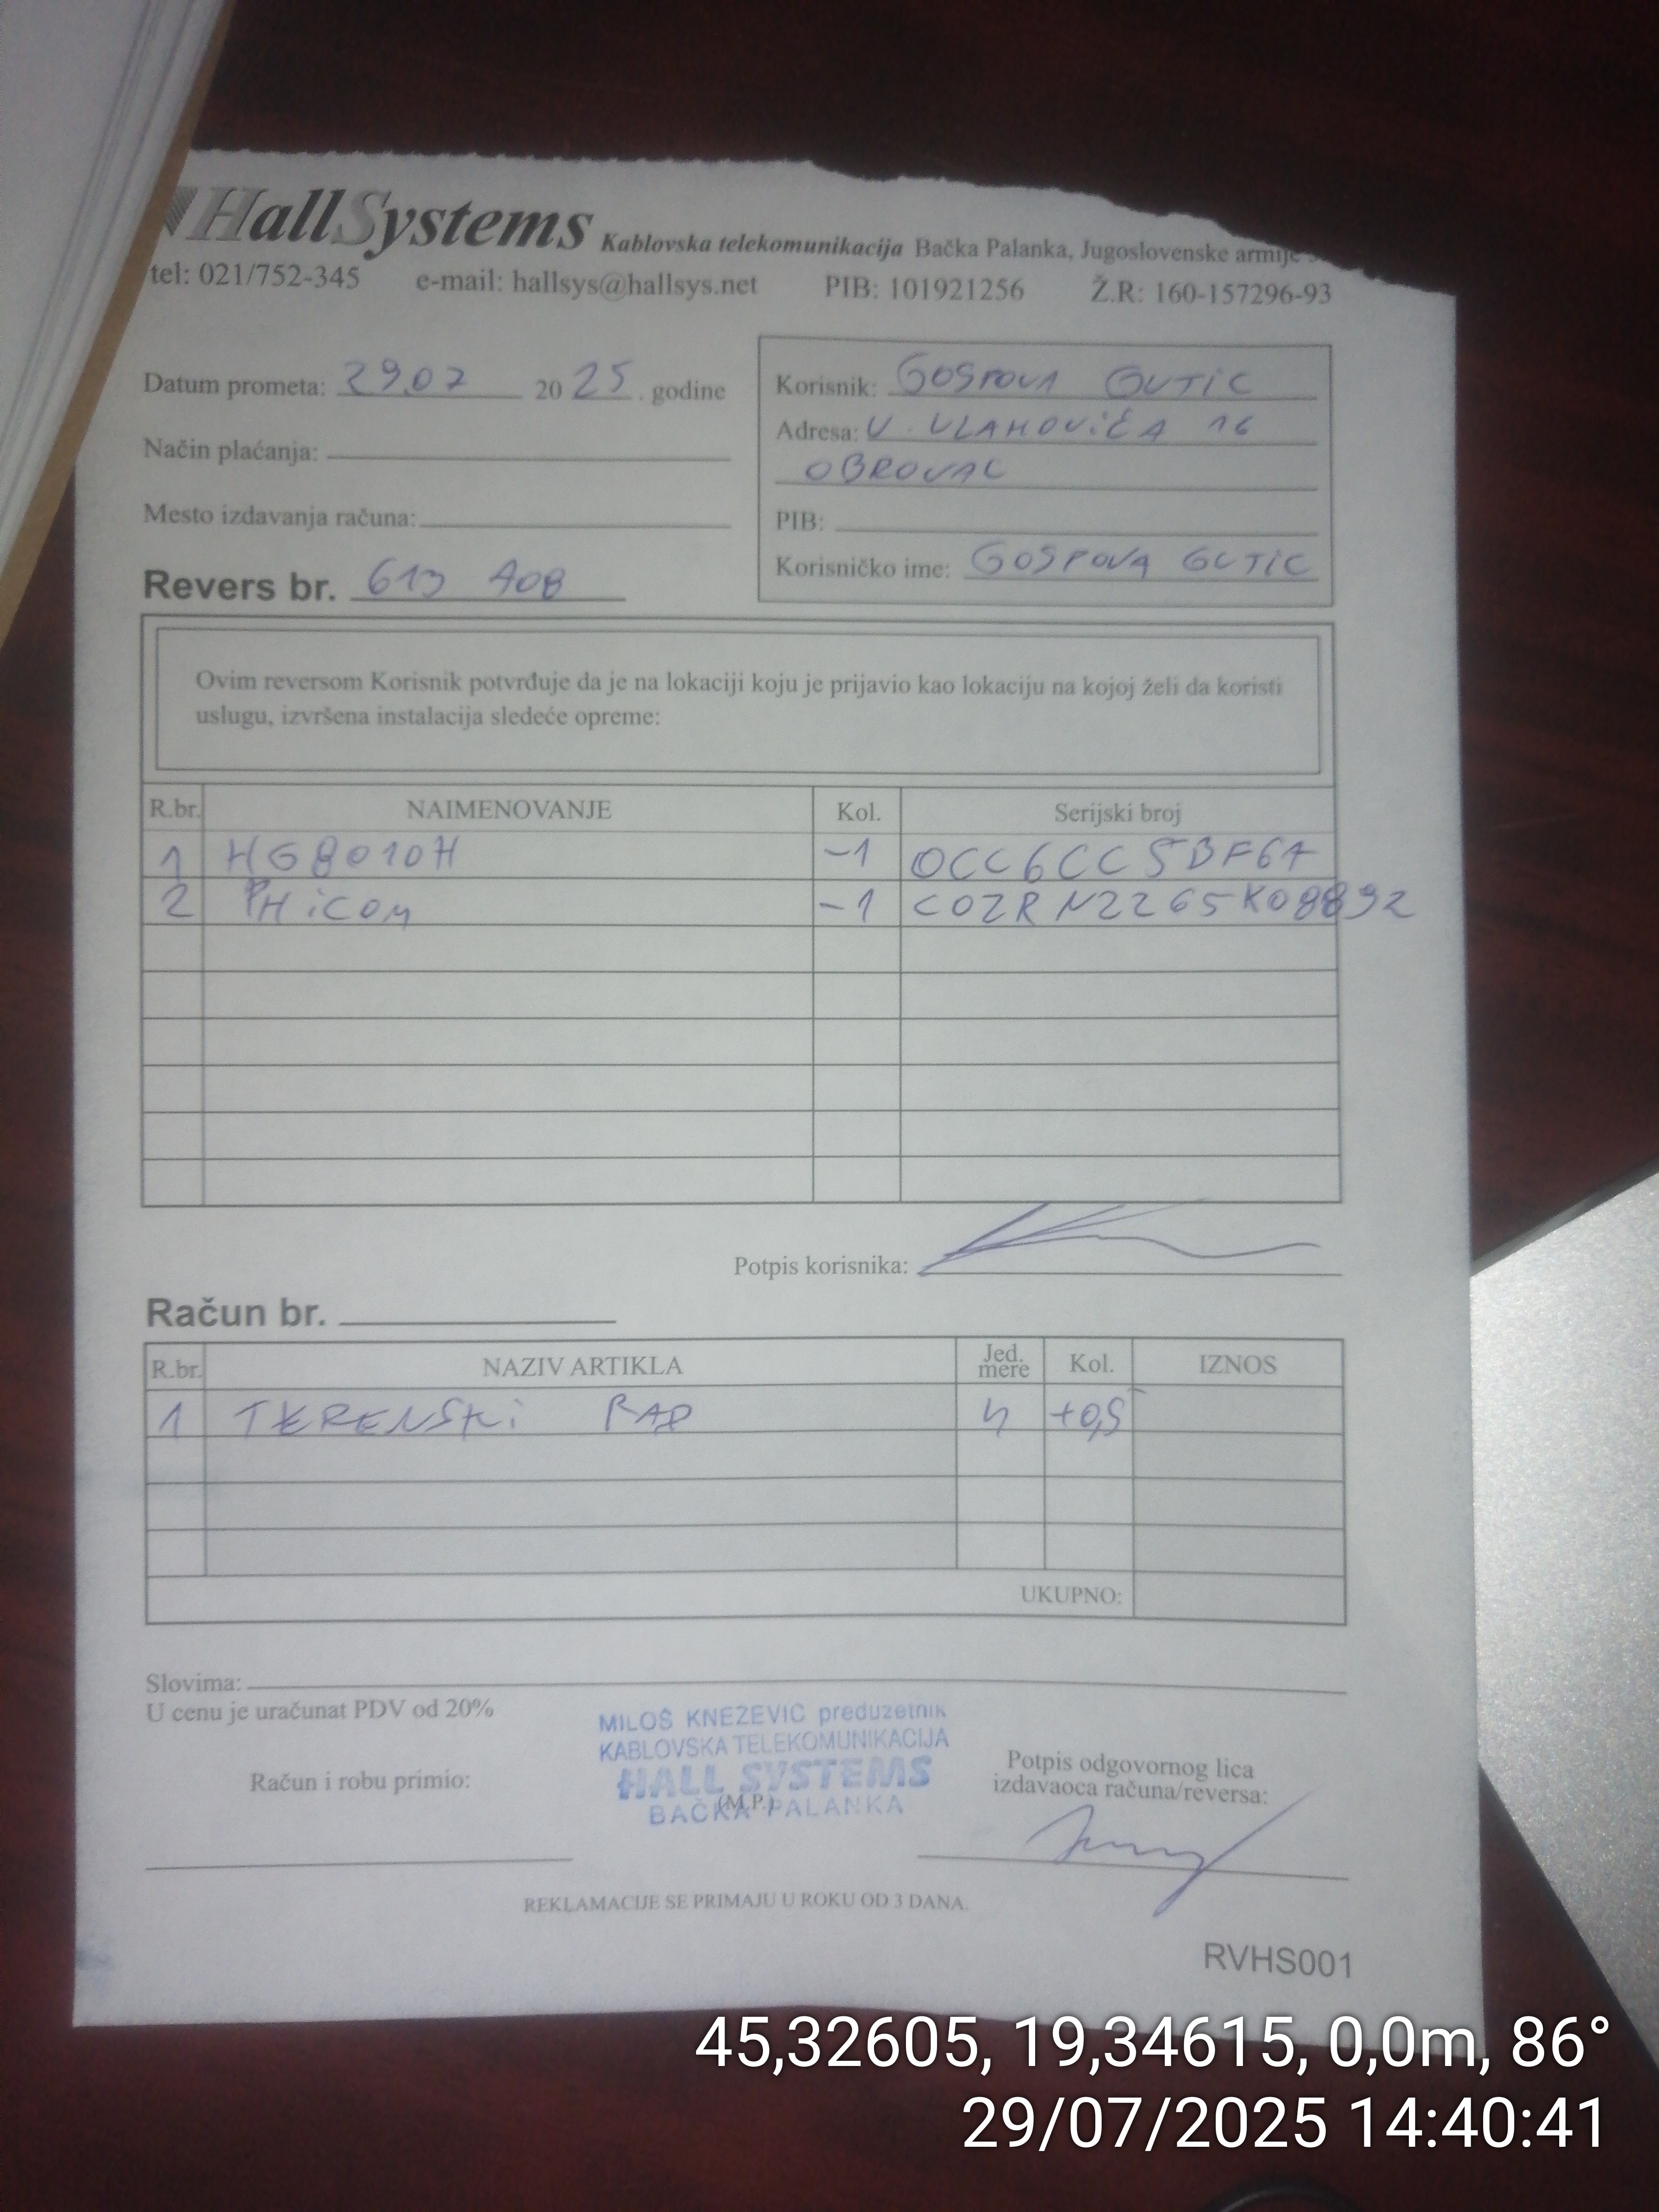 HallSystems Kablovska telekomunikacija Bačka Palanka, Jugoslovenske armije
tel: 021/752-345 e-mail: hallsys@hallsys.net PIB: 101921256 Ž.R: 160-157296-93
Datum prometa: 29.07 20 25 . godine
Način plaćanja:
Mesto izdavanja računa:
Revers br. 613 408
Korisnik: GOSPOVA GUTIC
Adresa: V. VLAHOVIĆA 16
OBROVAC
PIB:
Korisničko ime: GOSPOVA GUTIC
Ovim reversom Korisnik potvrđuje da je na lokaciji koju je prijavio kao lokaciju na kojoj želi da koristi
uslugu, izvršena instalacija sledeće opreme:
R.br. NAIMENOVANJE Kol. Serijski broj
1 HG8010H -1 0CC6CC5BF67
2 PHiCOM -1 COZRN2265K08892
Potpis korisnika:
Račun br.
R.br. NAZIV ARTIKLA Jed. mere Kol. IZNOS
1 TERENSKi RAD h +0,5
UKUPNO:
Slovima:
U cenu je uračunat PDV od 20%
MILOŠ KNEŽEVIĆ preduzetnik
KABLOVSKA TELEKOMUNIKACIJA
HALL SYSTEMS
(M.P.)
BAČKA PALANKA
Račun i robu primio:
Potpis odgovornog lica
izdavaoca računa/reversa:
REKLAMACIJE SE PRIMAJU U ROKU OD 3 DANA.
RVHS001
45,32605, 19,34615, 0,0m, 86°
29/07/2025 14:40:41